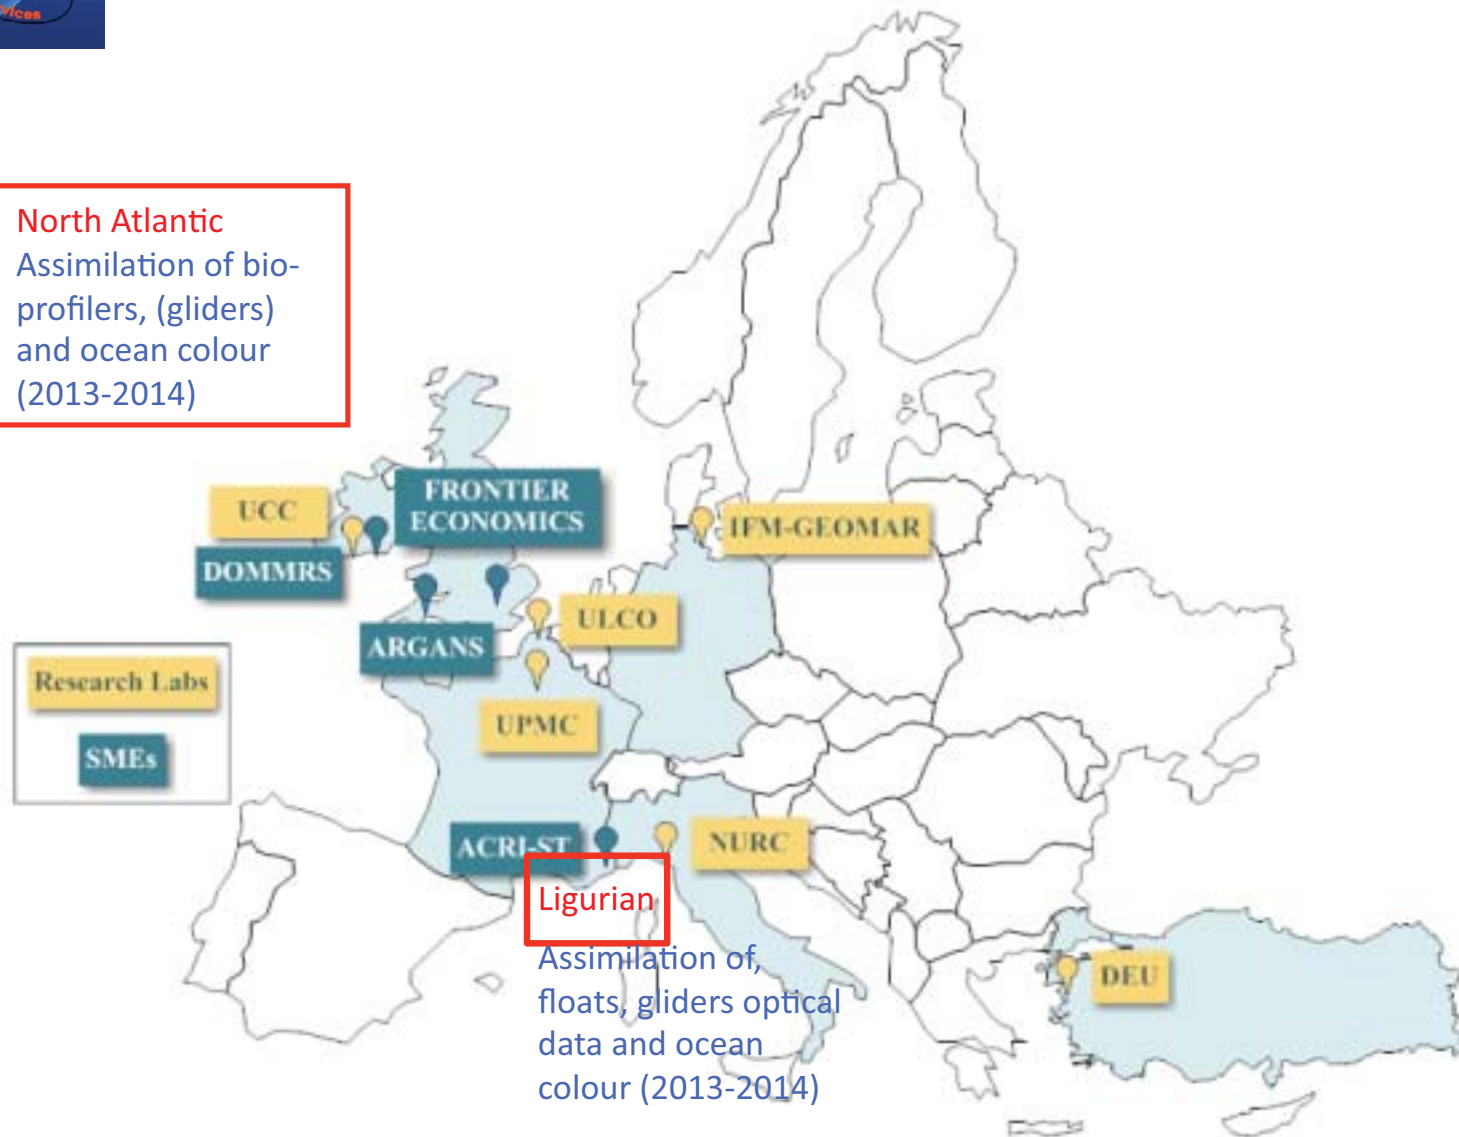 North Atlantic
Assimilation of bio-
profilers, (gliders)
and ocean colour
(2013-2014)
UCC
FRONTIER
ECONOMICS
DOMMRS
IFM-GEOMAR
ULCO
ARGANS
Research Labs
SMEs
UPMC
ACRI-ST
NURC
Ligurian
Assimilation of,
floats, gliders optical
data and ocean
colour (2013-2014)
DEU